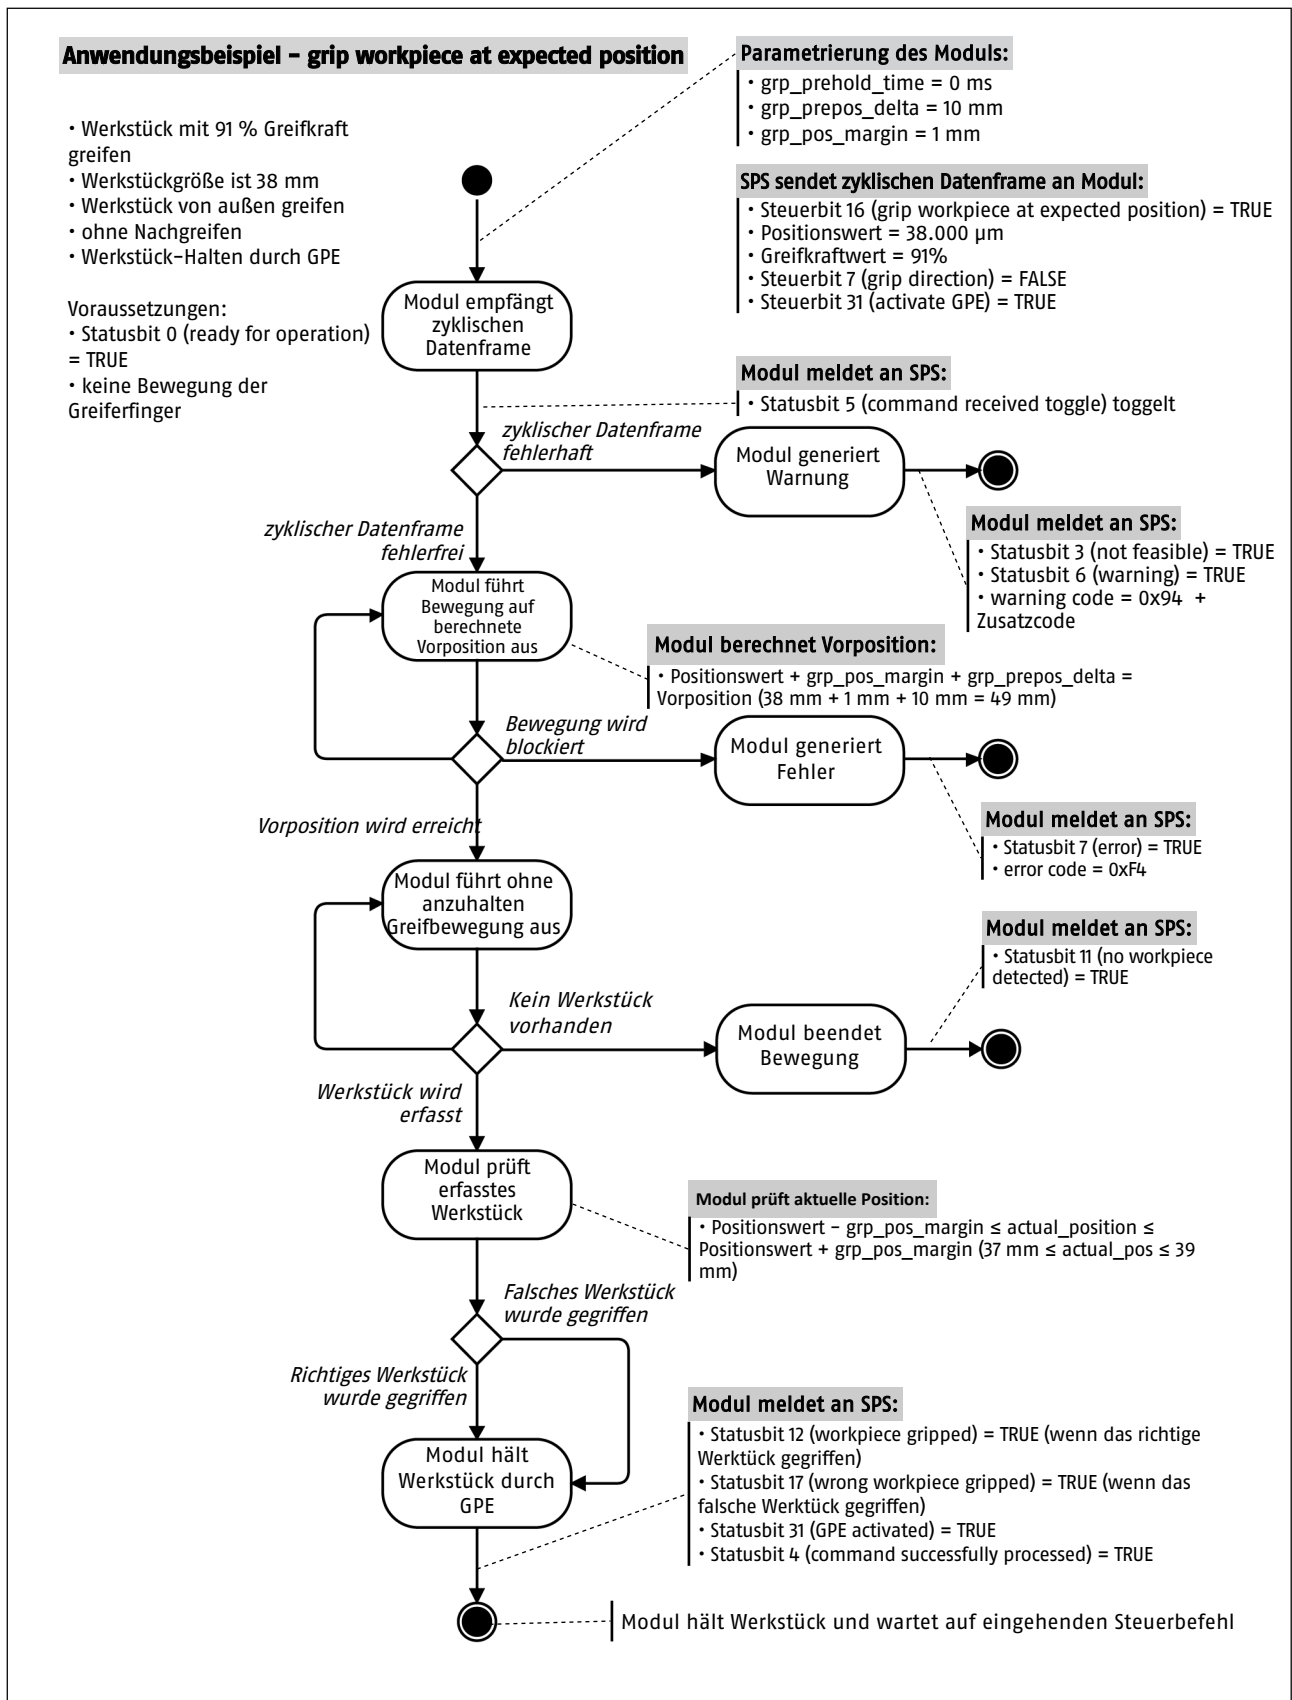 Anwendungsbeispiel – grip workpiece at expected position
Parametrierung des Moduls:
• grp_prehold_time = 0 ms
• grp_prepos_delta = 10 mm
• grp_pos_margin = 1 mm
• Werkstück mit 91 % Greifkraft
greifen
• Werkstückgröße ist 38 mm
• Werkstück von außen greifen
• ohne Nachgreifen
• Werkstück-Halten durch GPE
Voraussetzungen:
• Statusbit 0 (ready for operation)
= TRUE
• keine Bewegung der
Greiferfinger
SPS sendet zyklischen Datenframe an Modul:
• Steuerbit 16 (grip workpiece at expected position) = TRUE
• Positionswert = 38.000 µm
• Greifkraftwert = 91%
• Steuerbit 7 (grip direction) = FALSE
• Steuerbit 31 (activate GPE) = TRUE
Modul empfängt
zyklischen
Datenframe
Modul meldet an SPS:
• Statusbit 5 (command received toggle) toggelt
zyklischer Datenframe
fehlerhaft
Modul generiert
Warnung
Modul meldet an SPS:
• Statusbit 3 (not feasible) = TRUE
• Statusbit 6 (warning) = TRUE
• warning code = 0x94 +
Zusatzcode
zyklischer Datenframe
fehlerfrei
Modul führt
Bewegung auf
berechnete
Vorposition aus
Modul berechnet Vorposition:
• Positionswert + grp_pos_margin + grp_prepos_delta =
Vorposition (38 mm + 1 mm + 10 mm = 49 mm)
Bewegung wird
blockiert
Modul generiert
Fehler
Modul meldet an SPS:
• Statusbit 7 (error) = TRUE
• error code = 0xF4
Vorposition wird erreicht
Modul führt ohne
anzuhalten
Greifbewegung aus
Modul meldet an SPS:
• Statusbit 11 (no workpiece
detected) = TRUE
Kein Werkstück
vorhanden
Modul beendet
Bewegung
Werkstück wird
erfasst
Modul prüft
erfasstes
Werkstück
Modul prüft aktuelle Position:
• Positionswert – grp_pos_margin ≤ actual_position ≤
Positionswert + grp_pos_margin (37 mm ≤ actual_pos ≤ 39
mm)
Falsches Werkstück
wurde gegriffen
Richtiges Werkstück
wurde gegriffen
Modul hält
Werkstück durch
GPE
Modul meldet an SPS:
• Statusbit 12 (workpiece gripped) = TRUE (wenn das richtige
Werktück gegriffen)
• Statusbit 17 (wrong workpiece gripped) = TRUE (wenn das
falsche Werktück gegriffen)
• Statusbit 31 (GPE activated) = TRUE
• Statusbit 4 (command successfully processed) = TRUE
Modul hält Werkstück und wartet auf eingehenden Steuerbefehl